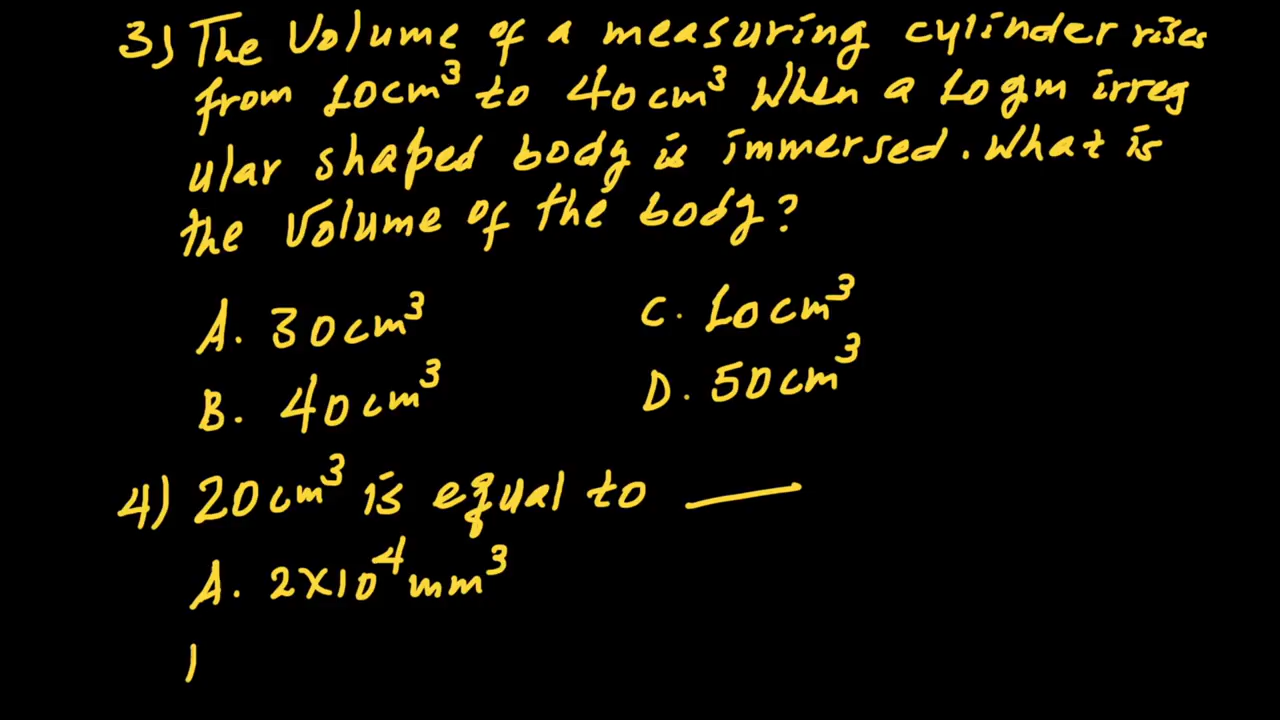 3) The Volume of a measuring cylinder rises
from 10cm³ to 40cm³ When a 10gm irreg
ular shaped body is immersed. What is
the Volume of the body?
A. 30cm³ C. 10cm³
B. 40cm³ D. 50cm³
4) 20cm³ is equal to ___
A. 2×10⁴mm³